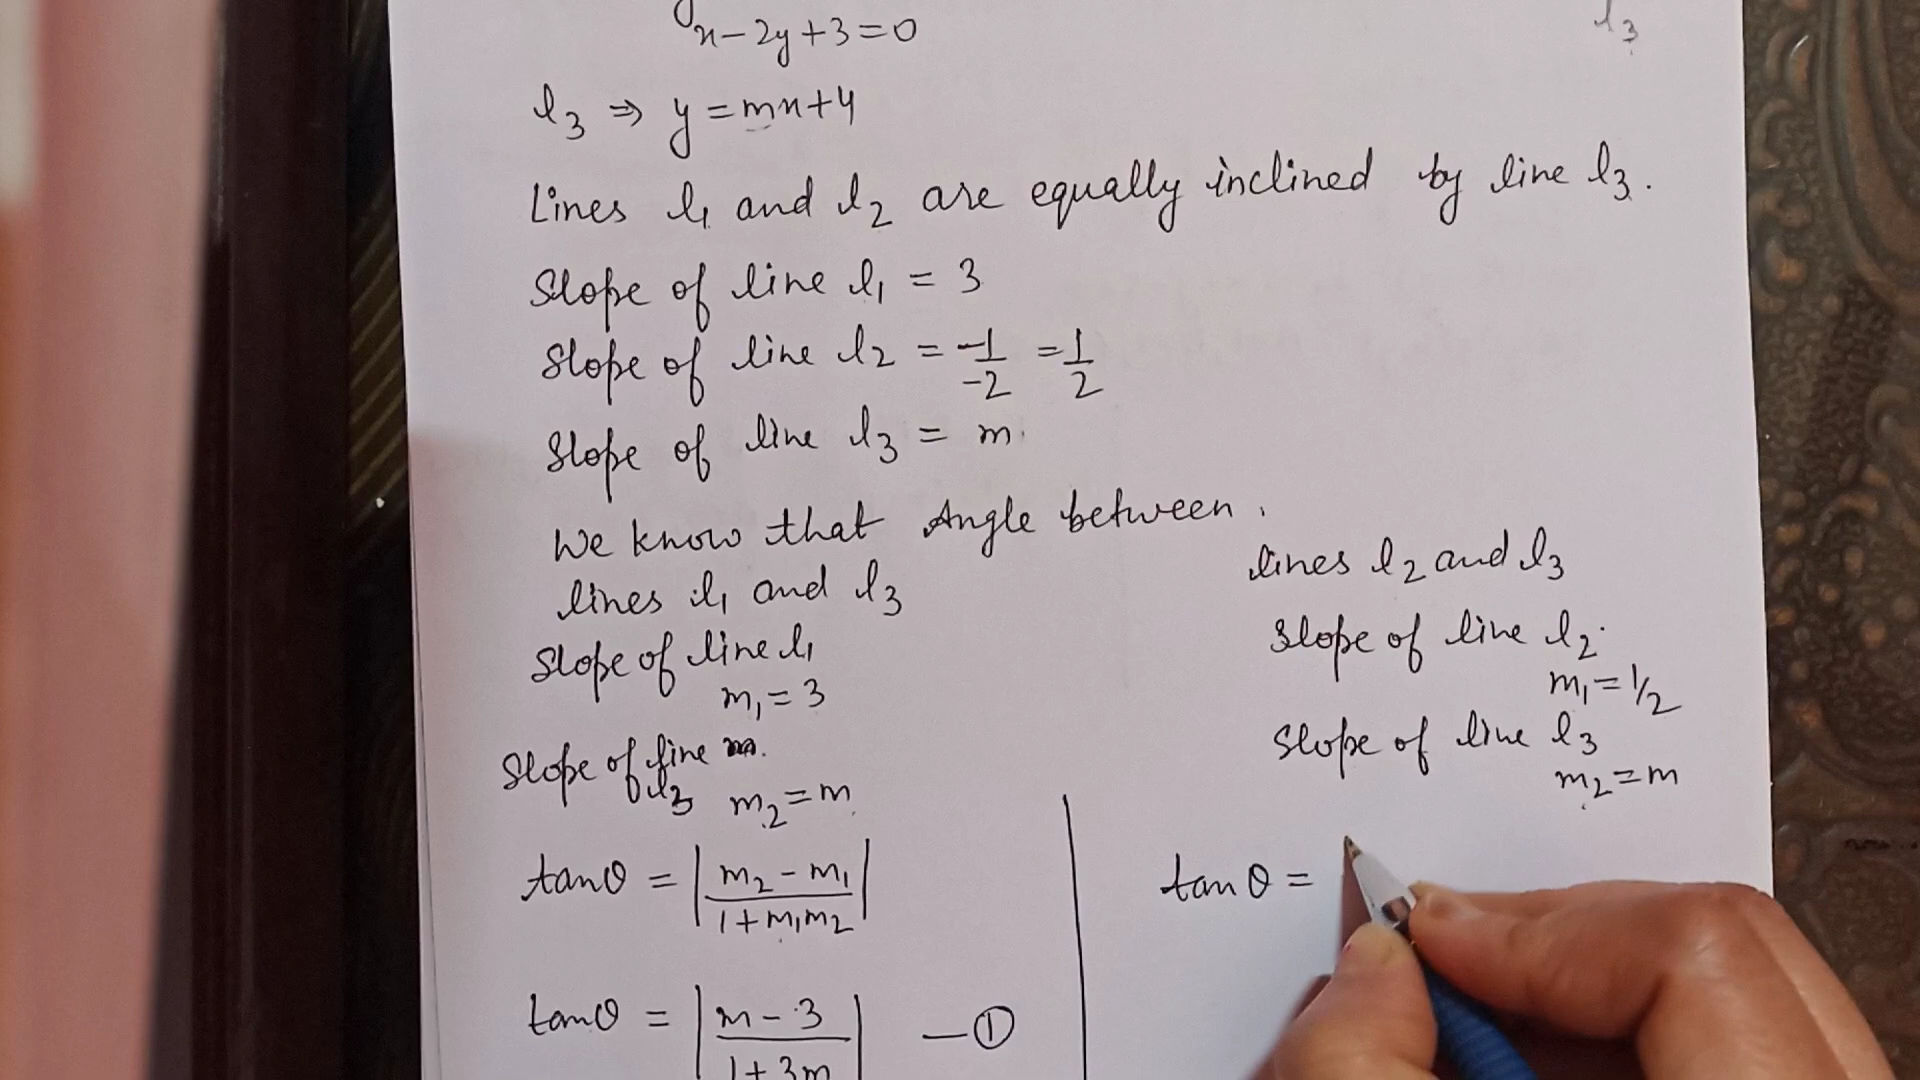 x-2y+3=0
l3
l3 ⇒ y=mx+4
Lines l1 and l2 are equally inclined by line l3.
Slope of line l1 = 3
Slope of line l2 = -1/-2 = 1/2
Slope of line l3 = m
We know that Angle between
lines l1 and l3
Slope of line l1
m1 = 3
Slope of line
l3 m2 = m
tanθ = |m2-m1/1+m1m2|
tanθ = |m-3/1+3m| —①
lines l2 and l3
Slope of line l2
m1 = 1/2
Slope of line l3
m2 = m
tanθ =